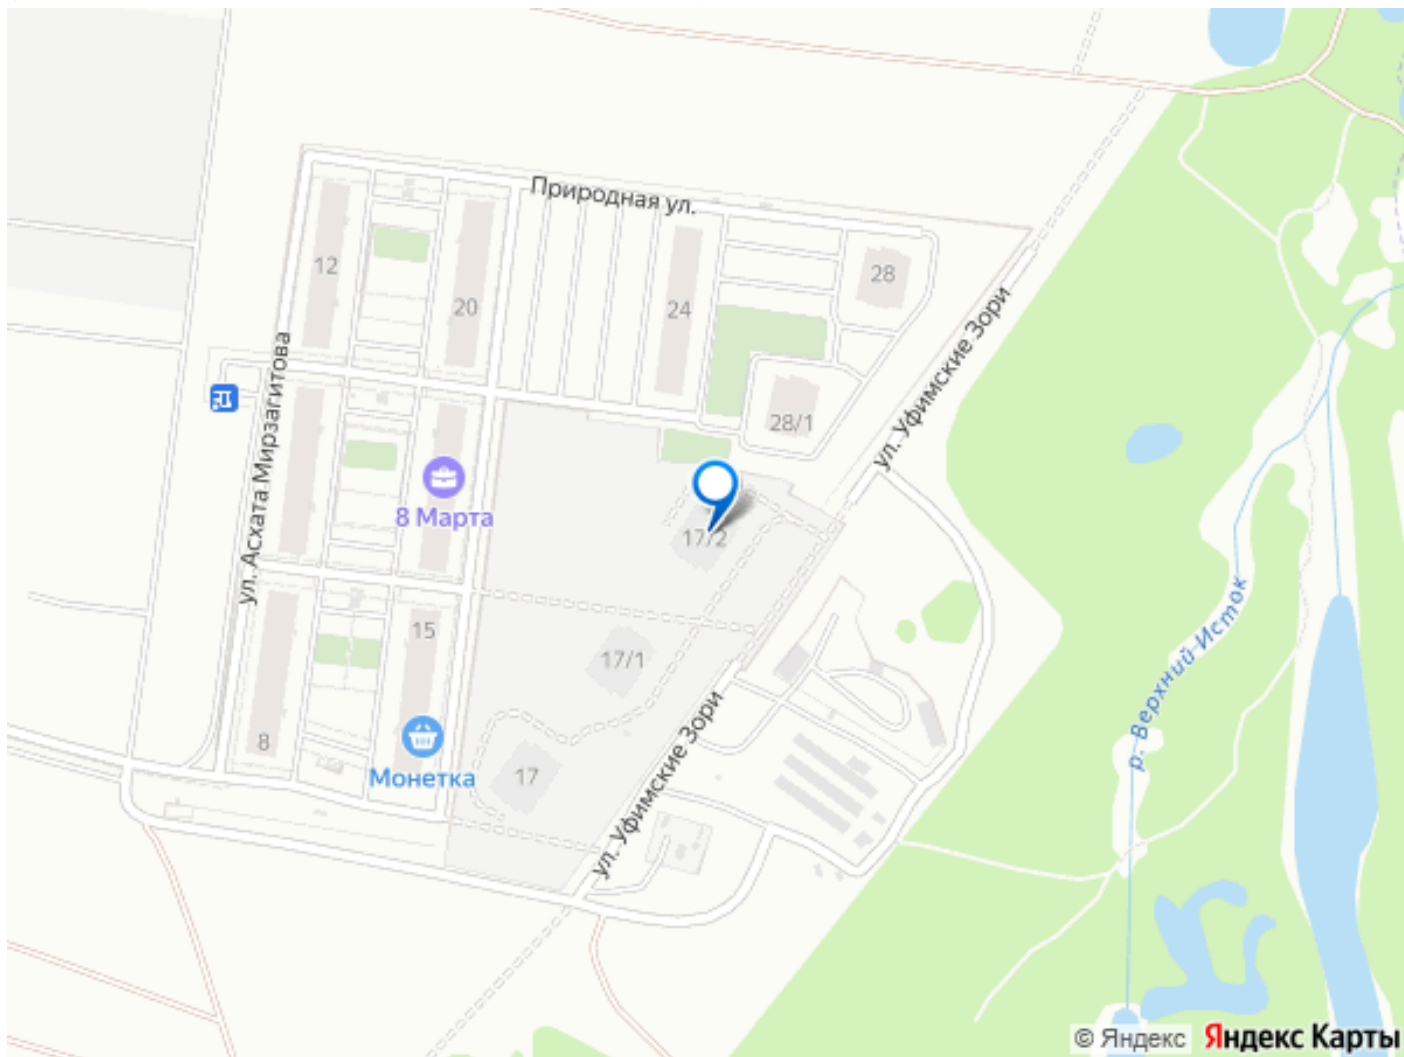 Природная ул.
12
20
24
28
ул. Асхата Мирзагитова
ул. Уфимские Зори
28/1
8 Марта
17/2
15
17/1
р. Верхний Исток
8
Монетка
17
ул. Уфимские Зори
© Яндекс Яндекс Карты